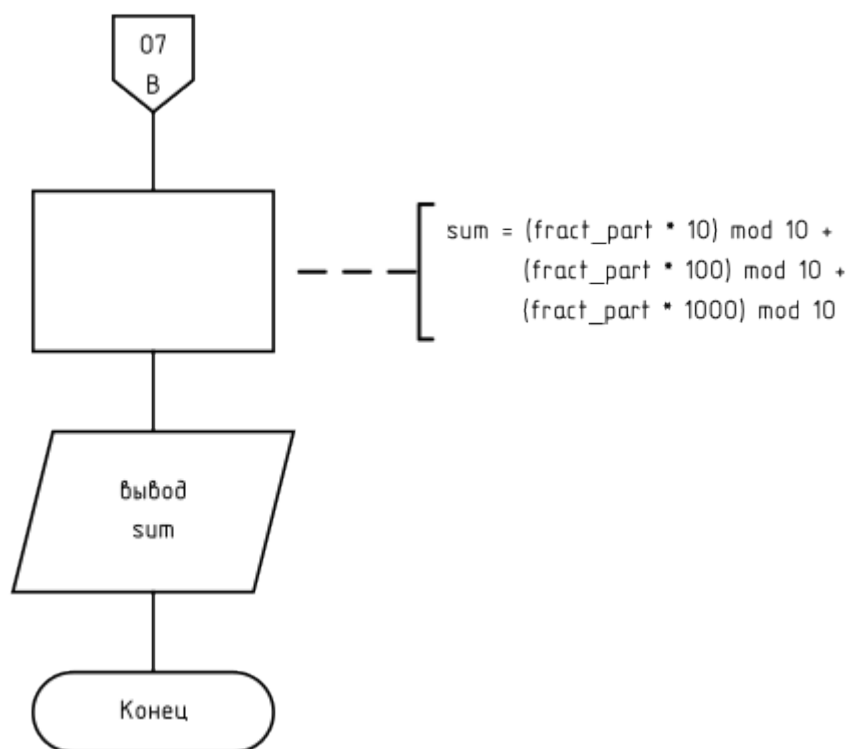 07
В
sum = (fract_part * 10) mod 10 +
(fract_part * 100) mod 10 +
(fract_part * 1000) mod 10
вывод
sum
Конец